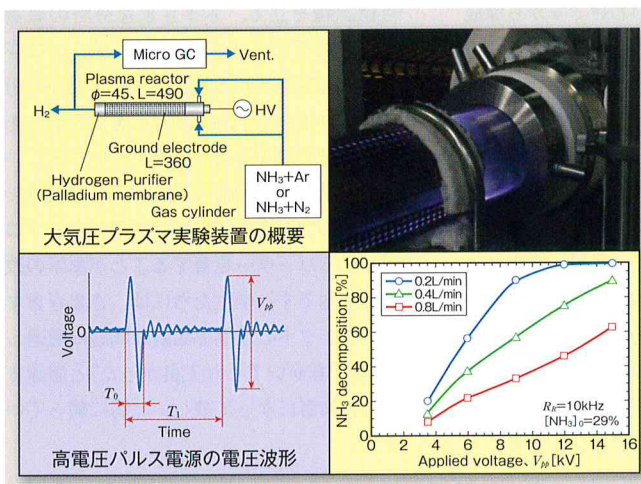 Micro GC
Vent.
Plasma reactor
φ=45、L=490
H₂
HV
Ground electrode
L=360
Hydrogen Purifier
(Palladium membrane)
Gas cylinder
NH₃+Ar
or
NH₃+N₂
大気圧プラズマ実験装置の概要
Voltage
0
Vpp
T₀
T₁
Time
高電圧パルス電源の電圧波形
NH₃ decomposition[%]
100
80
60
40
20
0
0.2L/min
0.4L/min
0.8L/min
RR=10kHz
[NH₃]₀=29%
0 2 4 6 8 10 12 14 16
Applied voltage、Vpp[kV]